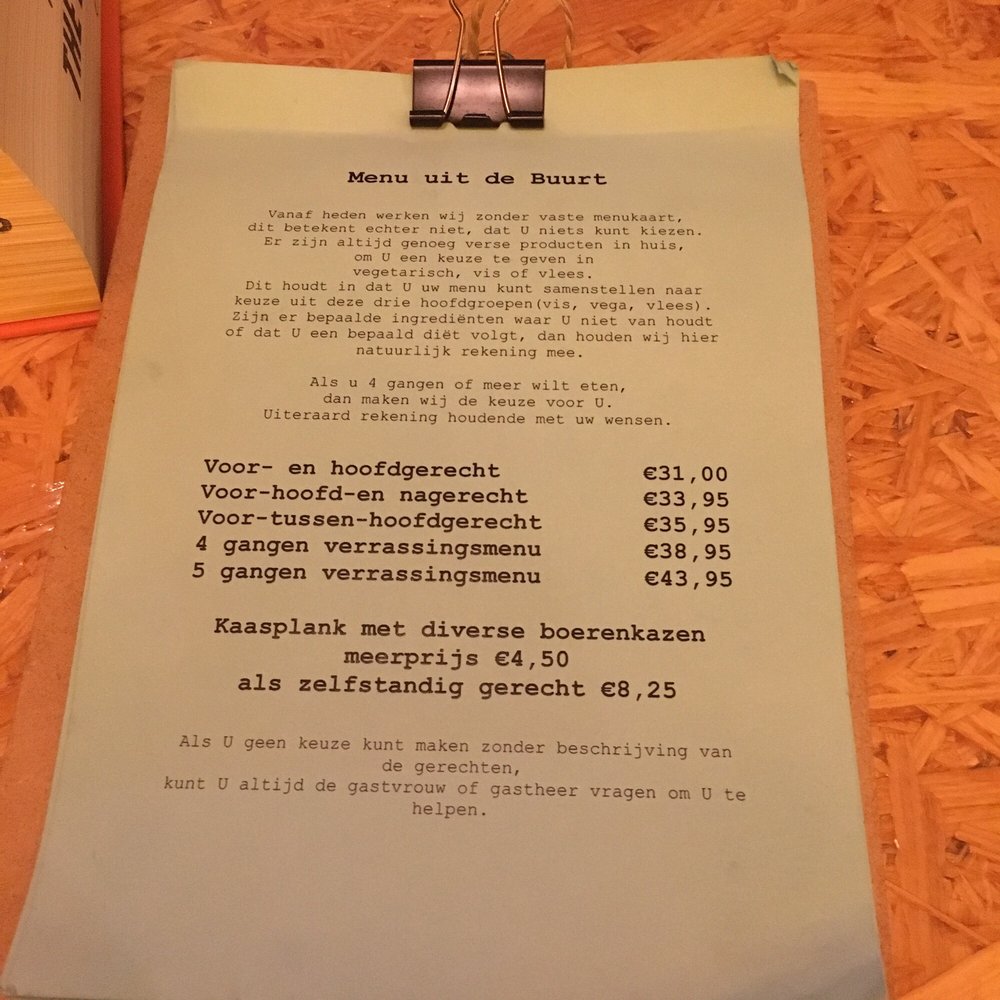 THE
Menu uit de Buurt
Vanaf heden werken wij zonder vaste menukaart,
dit betekent echter niet, dat U niets kunt kiezen.
Er zijn altijd genoeg verse producten in huis,
om U een keuze te geven in
vegetarisch, vis of vlees.
Dit houdt in dat U uw menu kunt samenstellen naar
keuze uit deze drie hoofdgroepen(vis, vega, vlees).
Zijn er bepaalde ingrediënten waar U niet van houdt
of dat U een bepaald diët volgt, dan houden wij hier
natuurlijk rekening mee.
Als u 4 gangen of meer wilt eten,
dan maken wij de keuze voor U.
Uiteraard rekening houdende met uw wensen.
Voor- en hoofdgerecht €31,00
Voor-hoofd-en nagerecht €33,95
Voor-tussen-hoofdgerecht €35,95
4 gangen verrassingsmenu €38,95
5 gangen verrassingsmenu €43,95
Kaasplank met diverse boerenkazen
meerprijs €4,50
als zelfstandig gerecht €8,25
Als U geen keuze kunt maken zonder beschrijving van
de gerechten,
kunt U altijd de gastvrouw of gastheer vragen om U te
helpen.